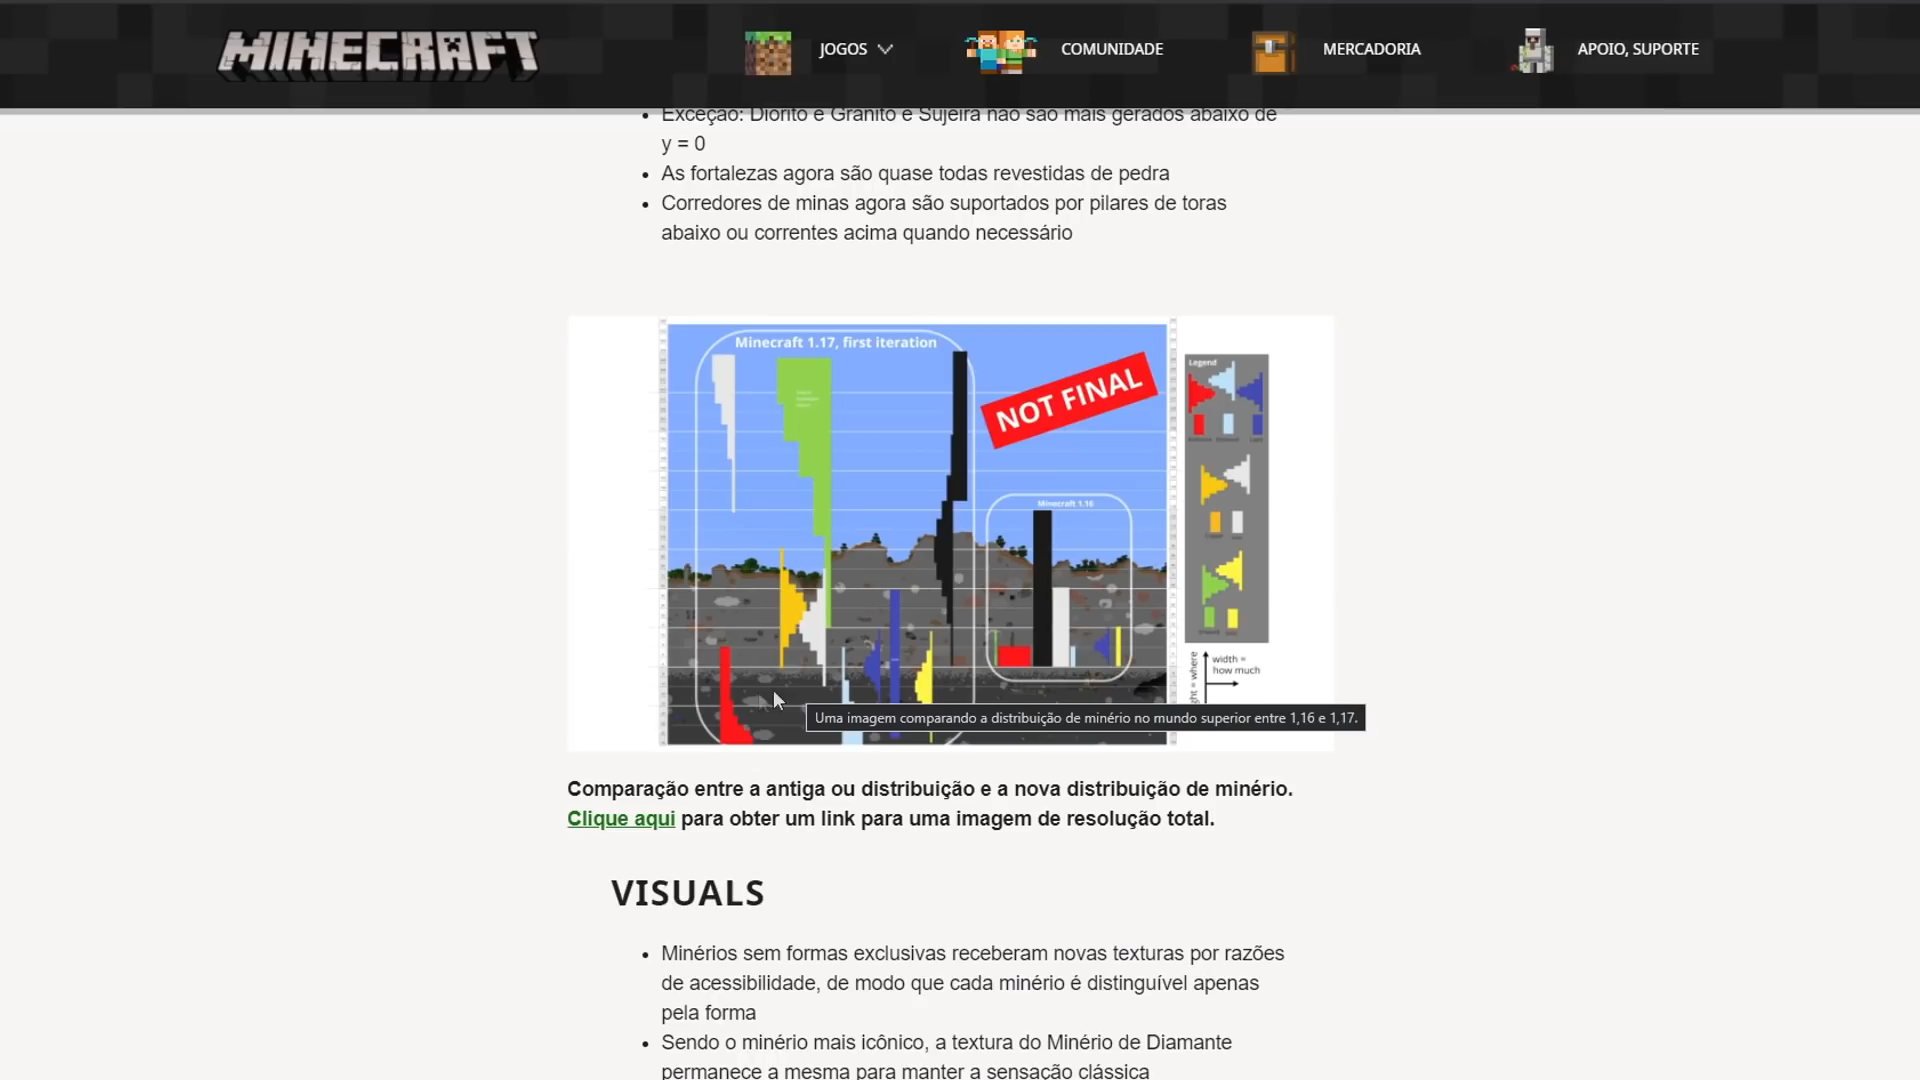 MINECRAFT
JOGOS
COMUNIDADE
MERCADORIA
APOIO, SUPORTE
Exceção: Diorito e Granito e Sujeira não são mais gerados abaixo de
y = 0
As fortalezas agora são quase todas revestidas de pedra
Corredores de minas agora são suportados por pilares de toras
abaixo ou correntes acima quando necessário
Minecraft 1.17, first iteration
NOT FINAL
Minecraft 1.16
Legend
width =
how much
= where
Uma imagem comparando a distribuição de minério no mundo superior entre 1,16 e 1,17.
Comparação entre a antiga ou distribuição e a nova distribuição de minério.
Clique aqui para obter um link para uma imagem de resolução total.
VISUALS
Minérios sem formas exclusivas receberam novas texturas por razões
de acessibilidade, de modo que cada minério é distinguível apenas
pela forma
Sendo o minério mais icônico, a textura do Minério de Diamante
permanece a mesma para manter a sensação clássica